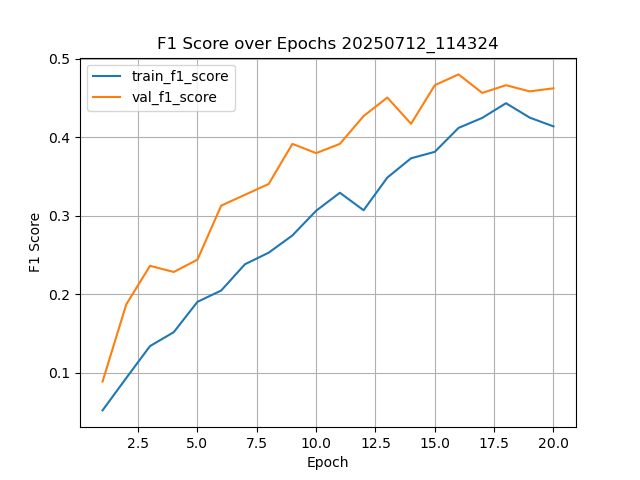 F1 Score over Epochs 20250712_114324
train_f1_score
val_f1_score
F1 Score
0.5
0.4
0.3
0.2
0.1
2.5 5.0 7.5 10.0 12.5 15.0 17.5 20.0
Epoch